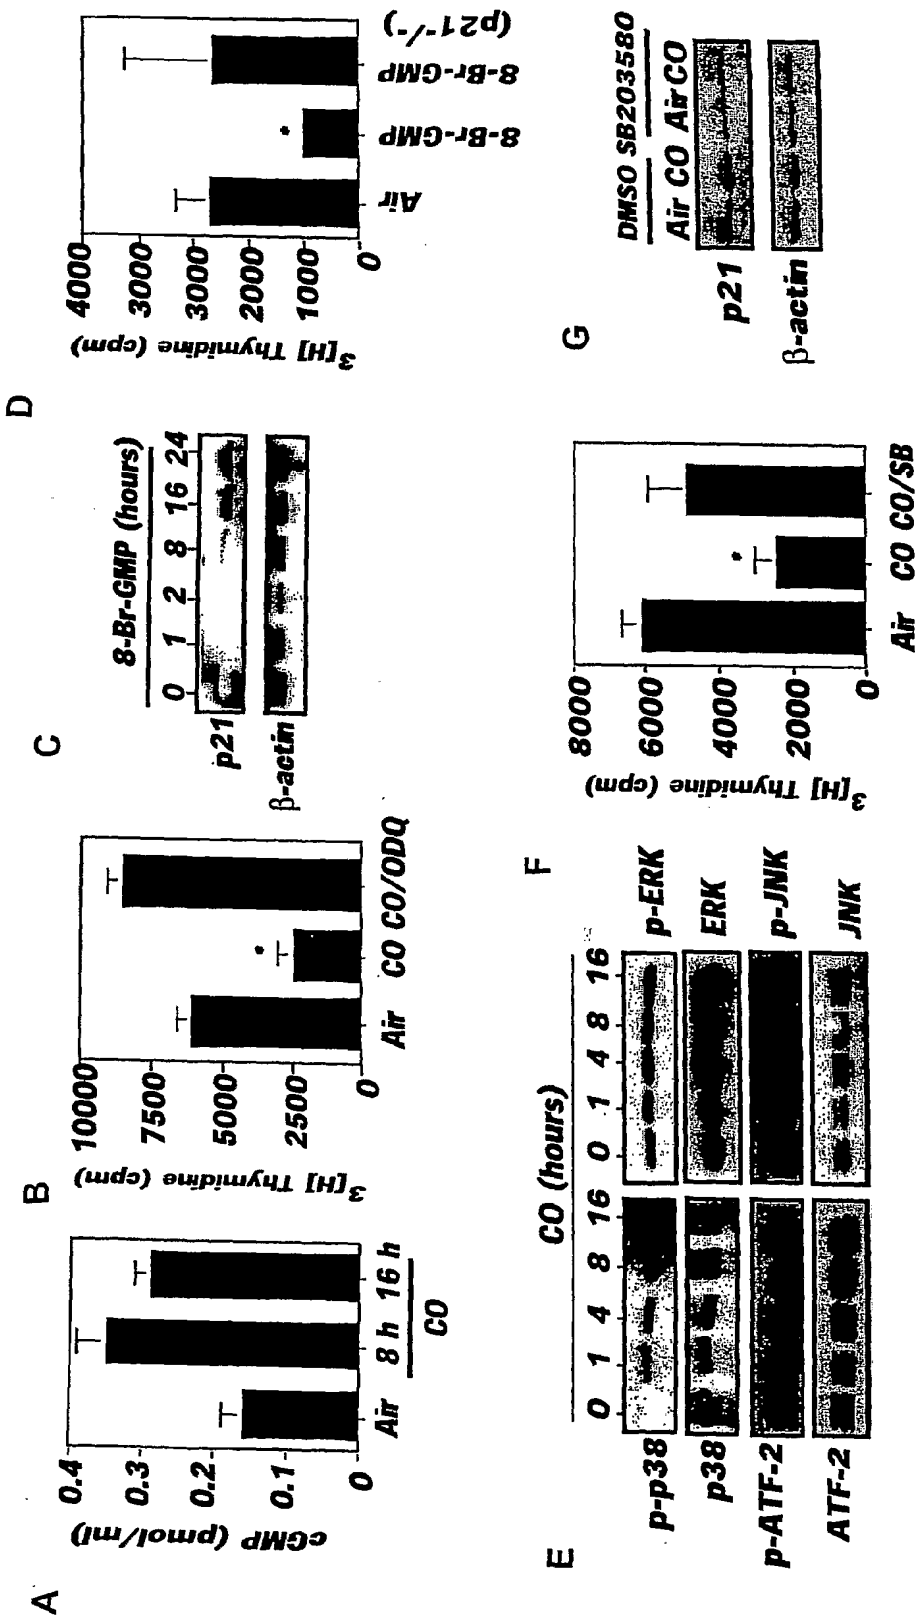 A
cGMP (pmol/ml)
0.4
0.3
0.2
0.1
0
Air 8 h 16 h
CO
B
3[H] Thymidine (cpm)
10000
7500
5000
2500
0
*
Air CO CO/ODQ
C
8-Br-GMP (hours)
0 1 2 8 16 24
p21
β-actin
D
3[H] Thymidine (cpm)
4000
3000
2000
1000
0
*
Air 8-Br-GMP 8-Br-GMP
(p21-/-)
E
CO (hours)
0 1 4 8 16 0 1 4 8 16
p-p38 p-ERK
p38 ERK
p-ATF-2 p-JNK
ATF-2 JNK
F
3[H] Thymidine (cpm)
8000
6000
4000
2000
0
*
Air CO CO/SB
G
DMSO SB203580
Air CO Air CO
p21
β-actin